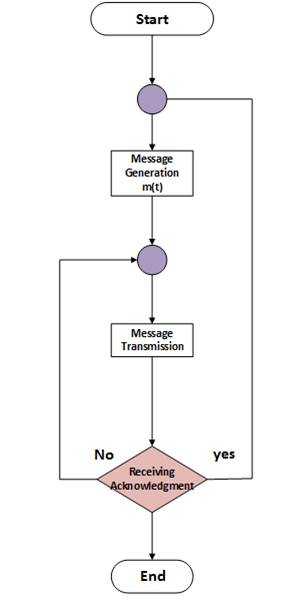 Start
Message
Generation
m(t)
Message
Transmission
No
yes
Receiving
Acknowledgment
End